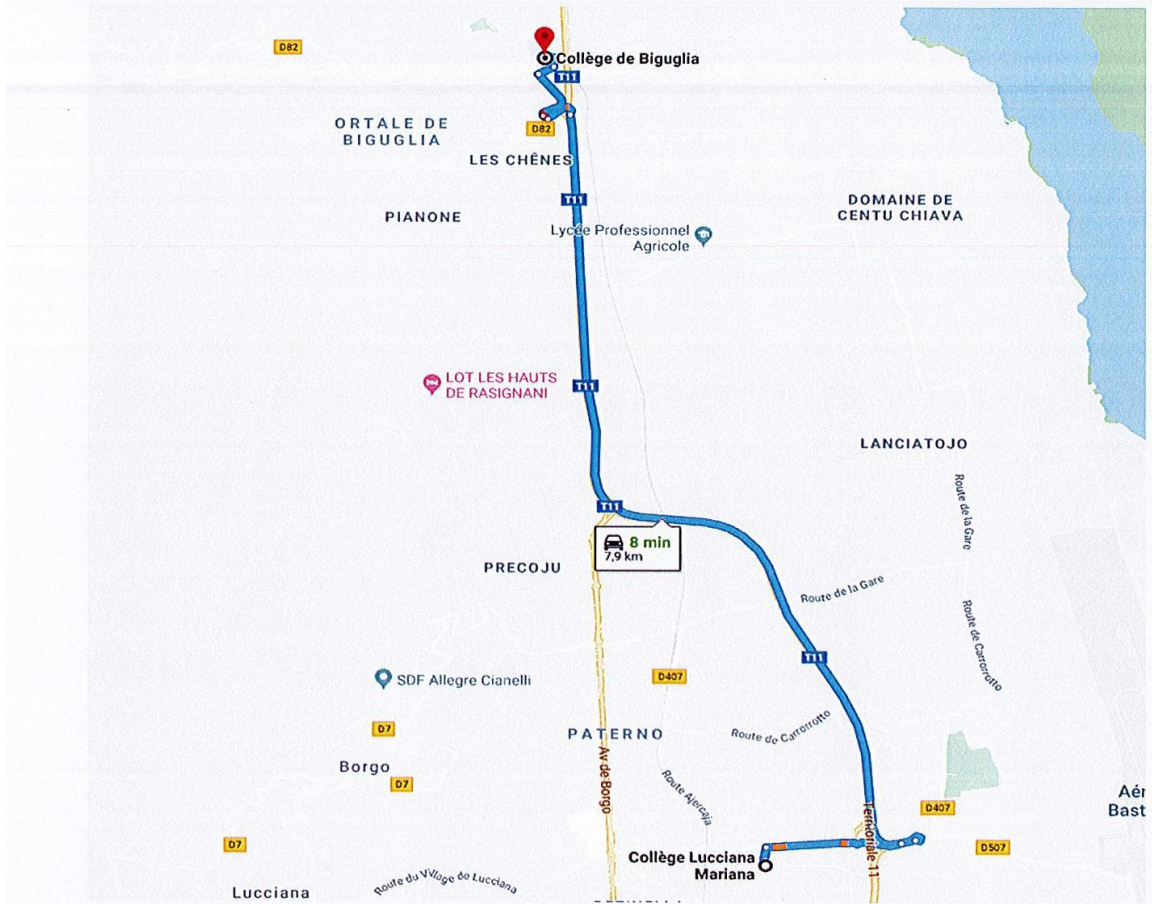 D82
Collège de Biguglia
T11
D82
ORTALE DE
BIGUGLIA
LES CHÊNES
PIANONE
T11
Lycée Professionnel
Agricole
DOMAINE DE
CENTU CHIAVA
LOT LES HAUTS
DE RASIGNANI
T11
LANCIATOJO
Route de la Gare
T11
8 min
7,9 km
PRECOJU
Route de la Gare
Route de Carrorrotto
T11
D407
SDF Allegre Cianelli
D7
PATERNO
Route de Carrorrotto
Borgo
D7
Av de Borgo
Route Ajercaja
Territoriale 11
D407
Aér
Bast
D7
D507
Collège Lucciana
Mariana
Lucciana
Route du Village de Lucciana